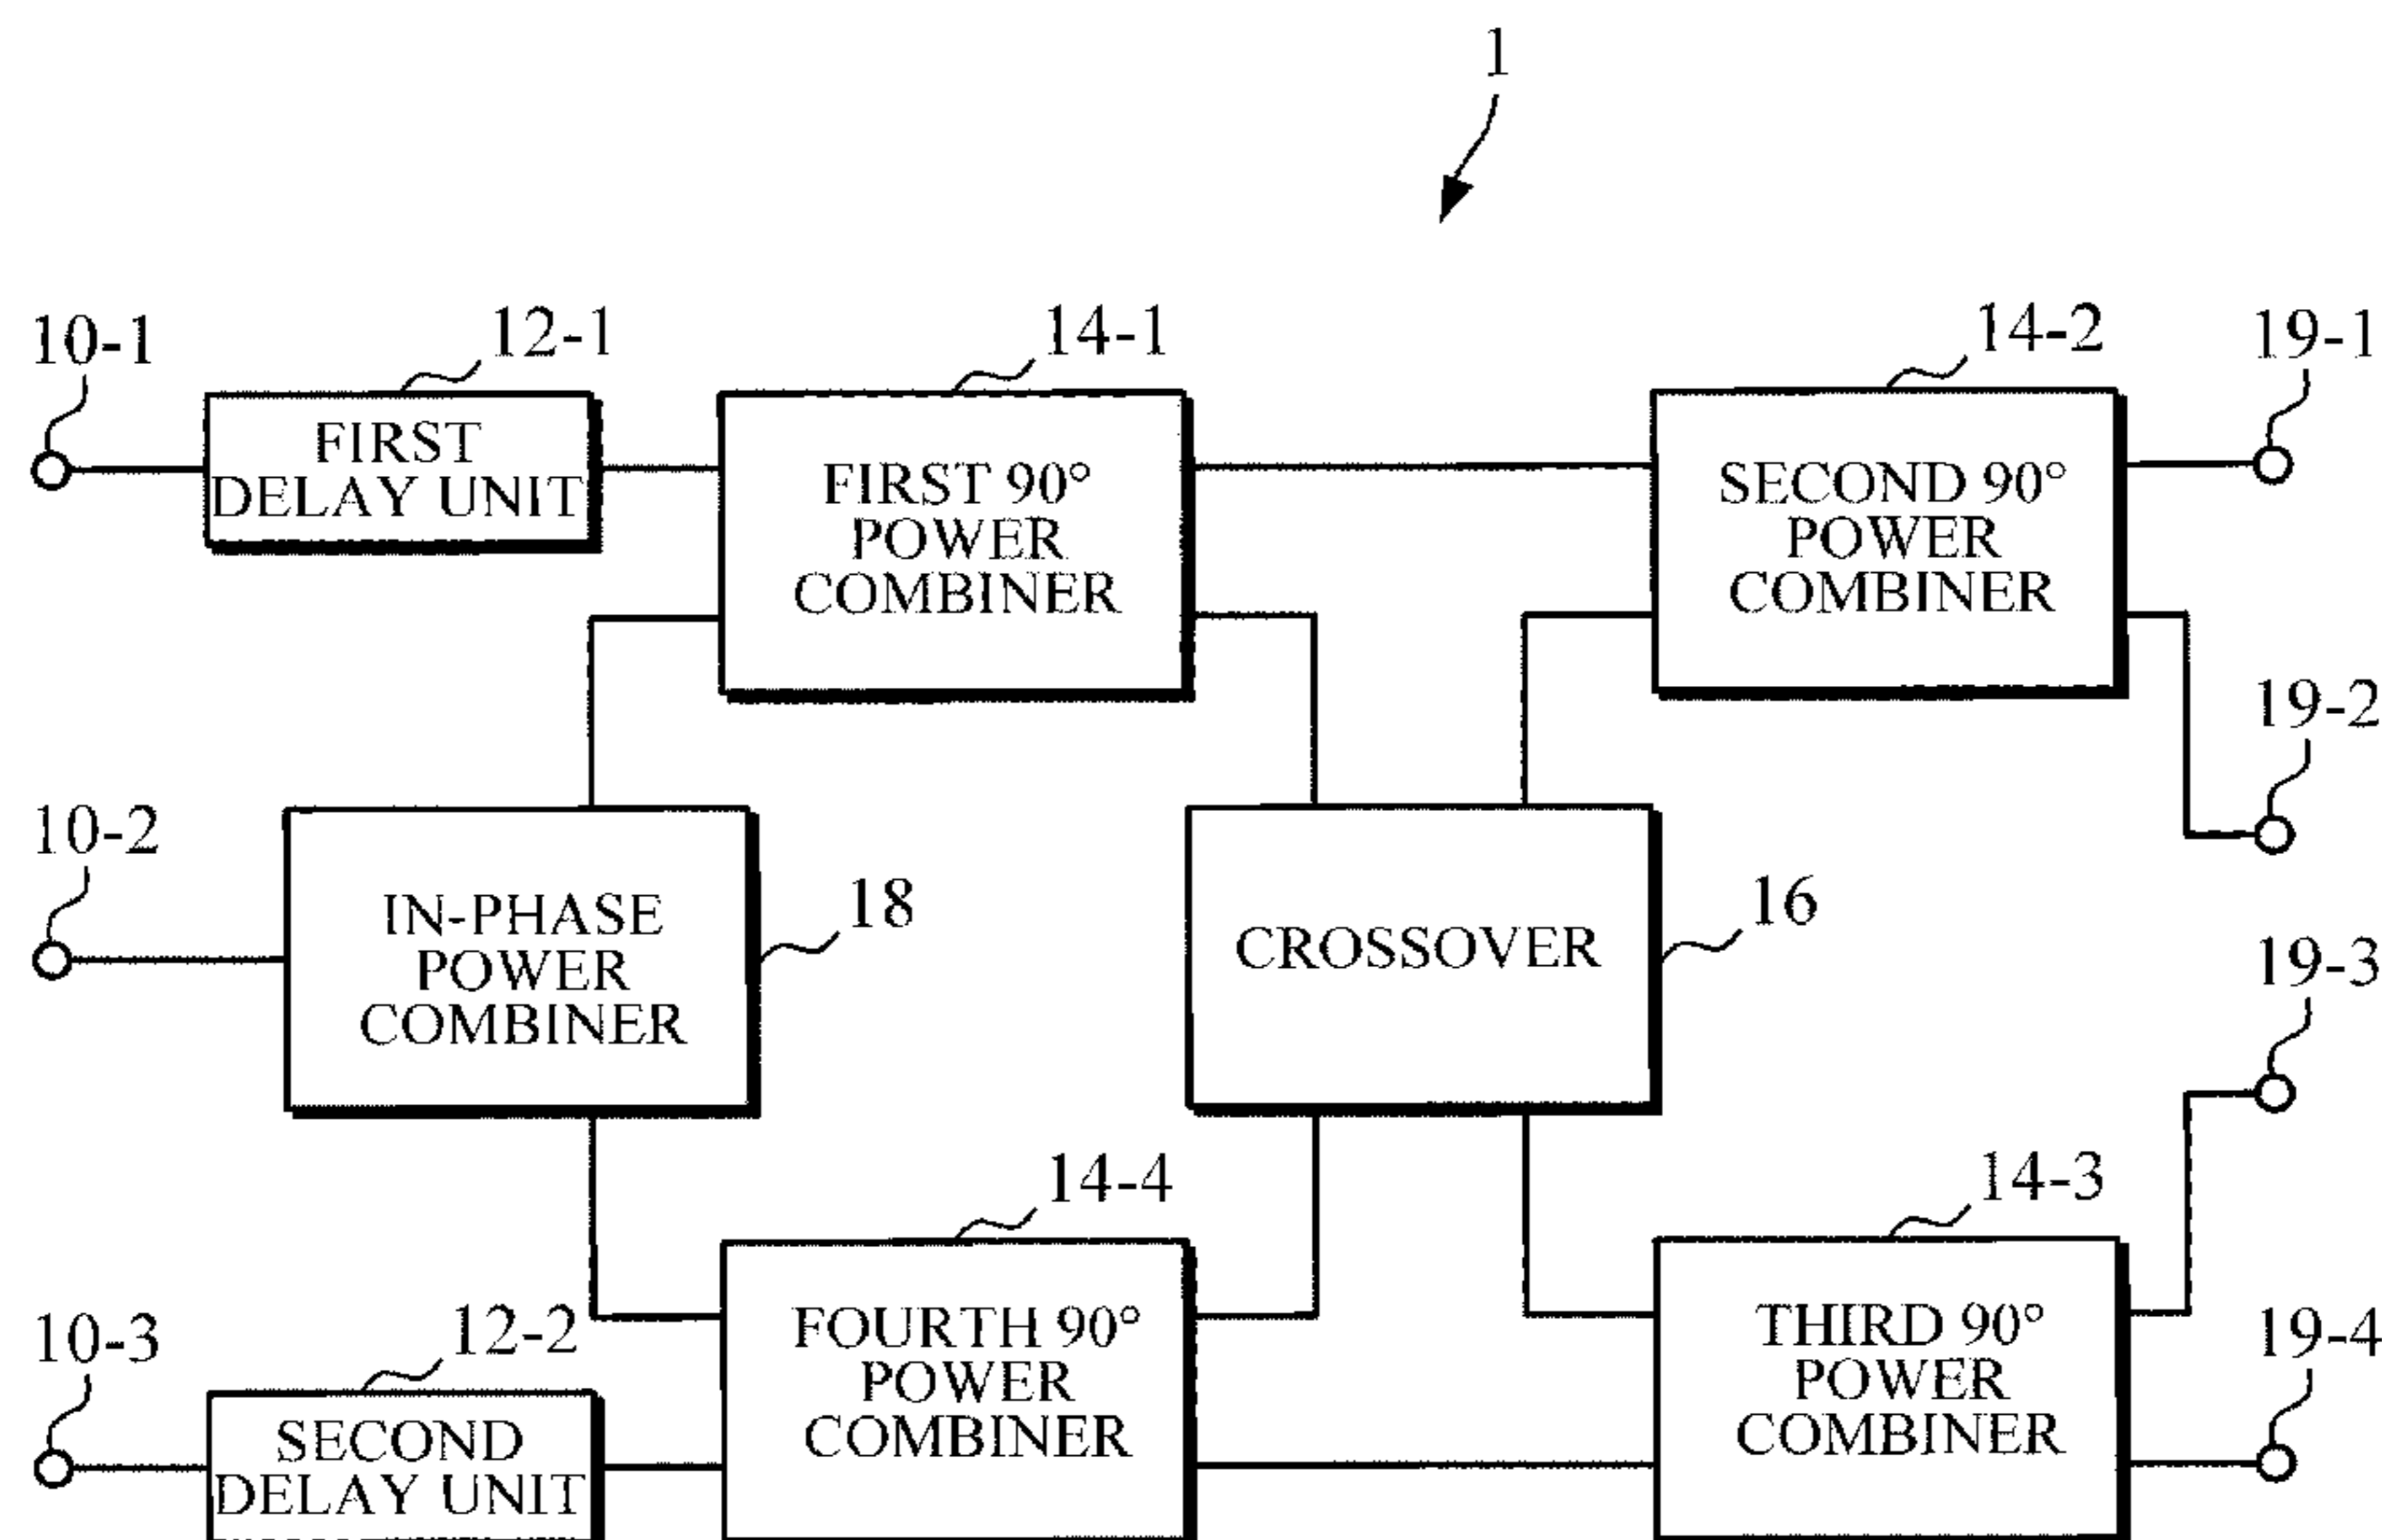 1
10-1
12-1
14-1
14-2
19-1
FIRST
DELAY UNIT
FIRST 90°
POWER
COMBINER
SECOND 90°
POWER
COMBINER
19-2
10-2
IN-PHASE
POWER
COMBINER
18
CROSSOVER
16
19-3
10-3
12-2
14-4
14-3
19-4
SECOND
DELAY UNIT
FOURTH 90°
POWER
COMBINER
THIRD 90°
POWER
COMBINER